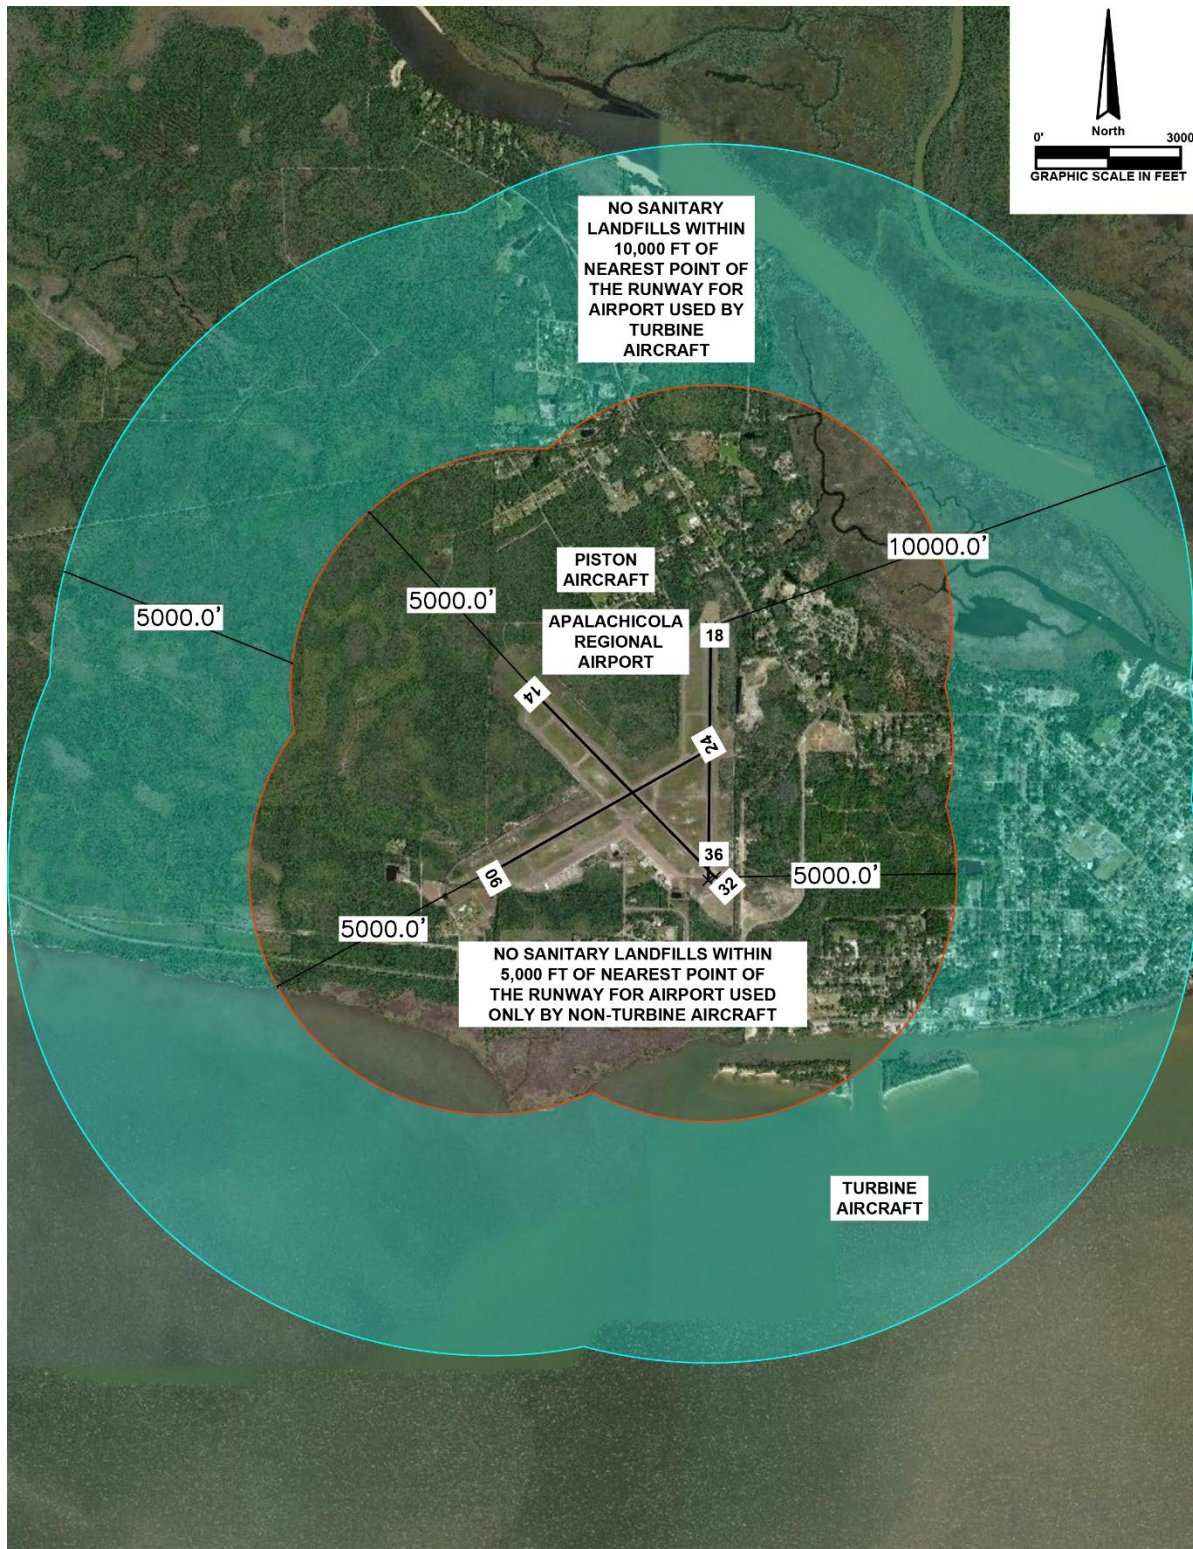 North
0' 3000
GRAPHIC SCALE IN FEET
NO SANITARY
LANDFILLS WITHIN
10,000 FT OF
NEAREST POINT OF
THE RUNWAY FOR
AIRPORT USED BY
TURBINE
AIRCRAFT
10000.0'
PISTON
AIRCRAFT
5000.0'
5000.0'
APALACHICOLA
REGIONAL
AIRPORT
18
14
24
36
06
32
5000.0'
5000.0'
NO SANITARY LANDFILLS WITHIN
5,000 FT OF NEAREST POINT OF
THE RUNWAY FOR AIRPORT USED
ONLY BY NON-TURBINE AIRCRAFT
TURBINE
AIRCRAFT